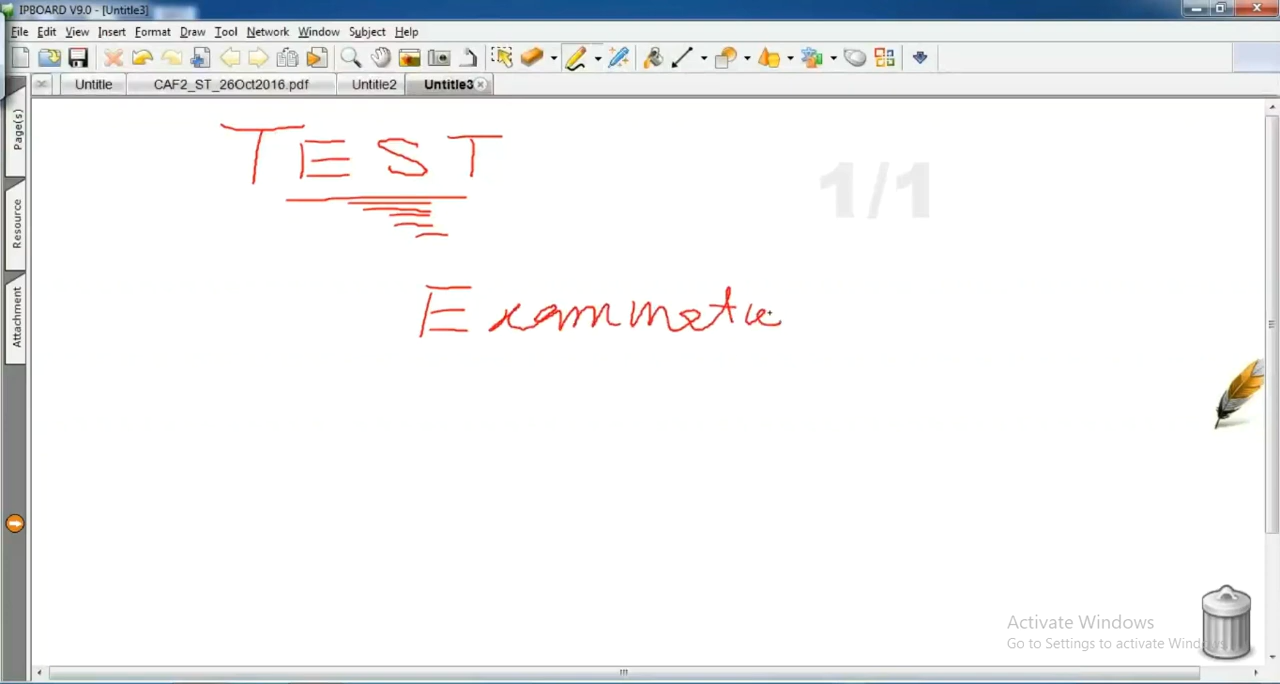 IPBOARD V9.0 - [Untitle3]
File Edit View Insert Format Draw Tool Network Window Subject Help
Untitle CAF2_ST_26Oct2016.pdf Untitle2 Untitle3
Page(s)
Resource
Attachment
TEST
1/1
Activate Windows
Go to Settings to activate Windows.